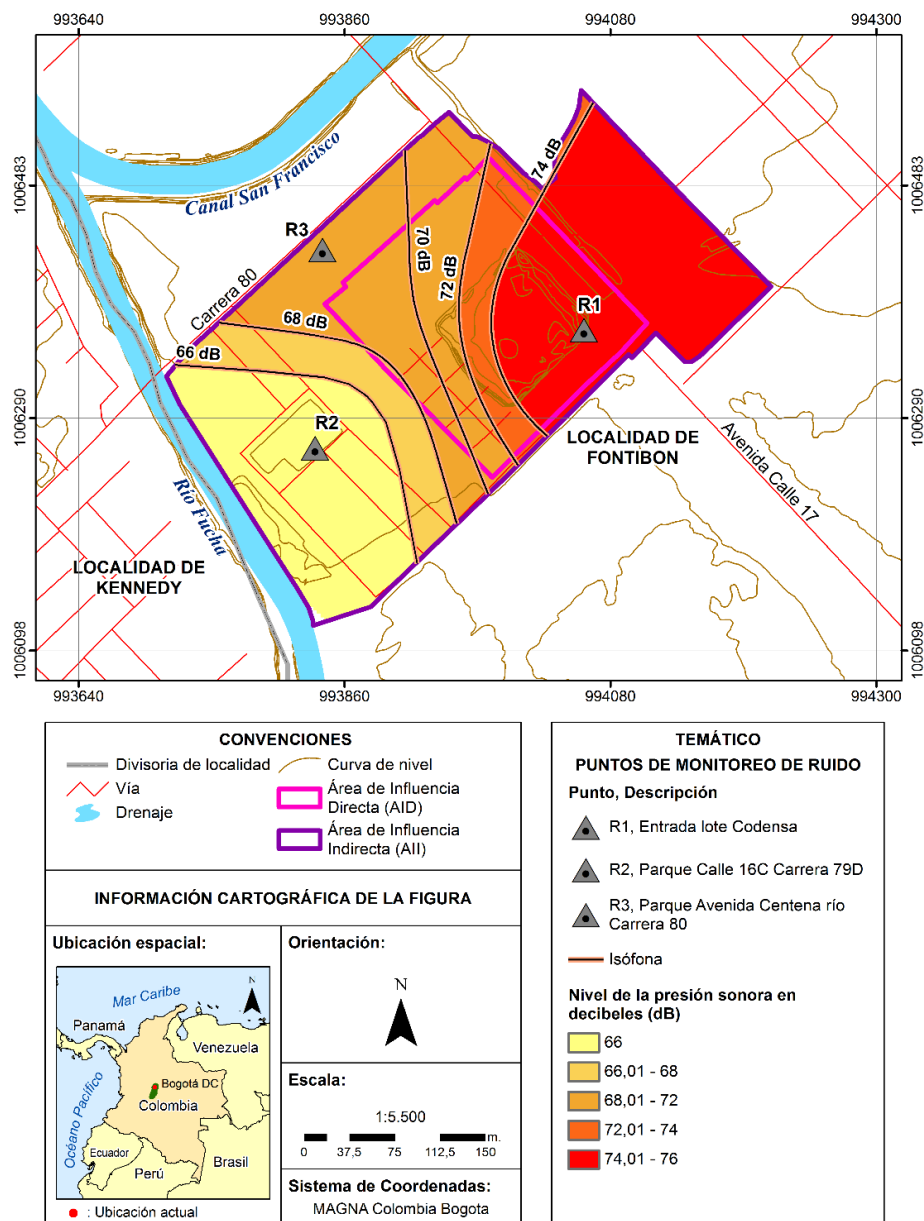 993640 993860 994080 994300
1006483
1006483
Canal San Francisco
74 dB
R3
70 dB
72 dB
Carrera 80
68 dB
R1
66 dB
1006290
1006290
R2
LOCALIDAD DE
FONTIBON
Avenida Calle 17
Río Fucha
LOCALIDAD DE
KENNEDY
1006098
1006098
993640 993860 994080 994300
CONVENCIONES
Divisoria de localidad
Vía
Drenaje
Curva de nivel
Área de Influencia
Directa (AID)
Área de Influencia
Indirecta (AII)
INFORMACIÓN CARTOGRÁFICA DE LA FIGURA
Ubicación espacial:
N
Mar Caribe
Panamá
Venezuela
Océano Pacífico
Bogotá DC
Colombia
Ecuador
Perú
Brasil
: Ubicación actual
Orientación:
N
Escala:
1:5.500
0 37,5 75 112,5 150 m.
Sistema de Coordenadas:
MAGNA Colombia Bogota
TEMÁTICO
PUNTOS DE MONITOREO DE RUIDO
Punto, Descripción
R1, Entrada lote Codensa
R2, Parque Calle 16C Carrera 79D
R3, Parque Avenida Centena río
Carrera 80
Isófona
Nivel de la presión sonora en
decibeles (dB)
66
66,01 - 68
68,01 - 72
72,01 - 74
74,01 - 76